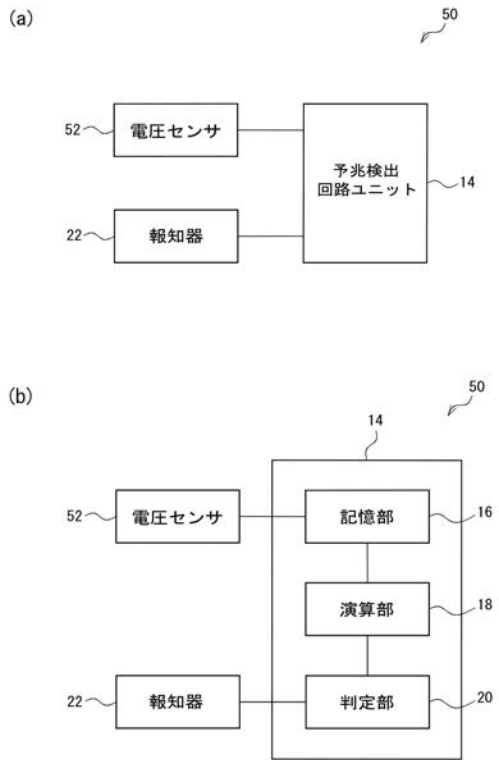 (a)
50
52
電圧センサ
予兆検出
回路ユニット
14
22
報知器
(b)
50
14
52
電圧センサ
記憶部
16
演算部
18
22
報知器
判定部
20